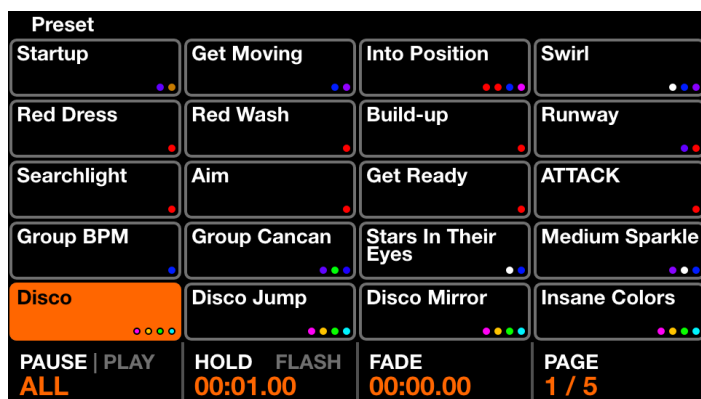 Preset
Startup
Get Moving
Into Position
Swirl
Red Dress
Red Wash
Build-up
Runway
Searchlight
Aim
Get Ready
ATTACK
Group BPM
Group Cancan
Stars In Their
Eyes
Medium Sparkle
Disco
Disco Jump
Disco Mirror
Insane Colors
PAUSE | PLAY
ALL
HOLD FLASH
00:01.00
FADE
00:00.00
PAGE
1 / 5